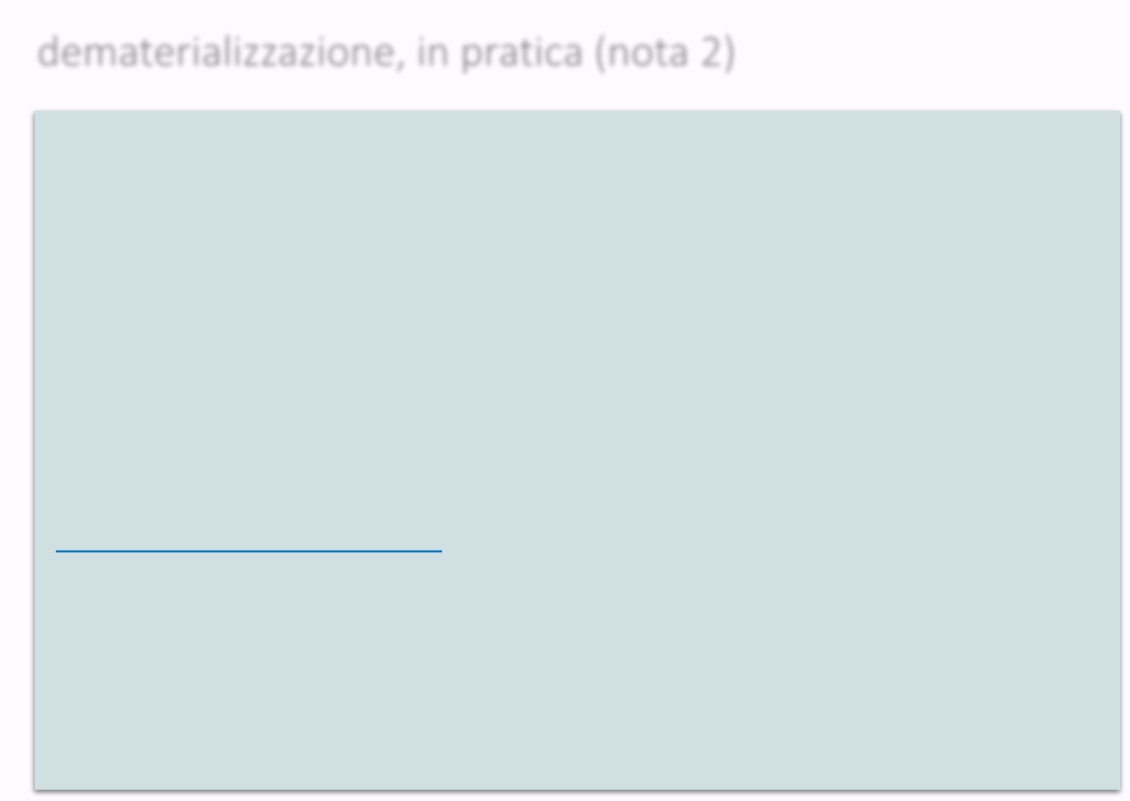 dematerializzazione, in pratica (nota 2)